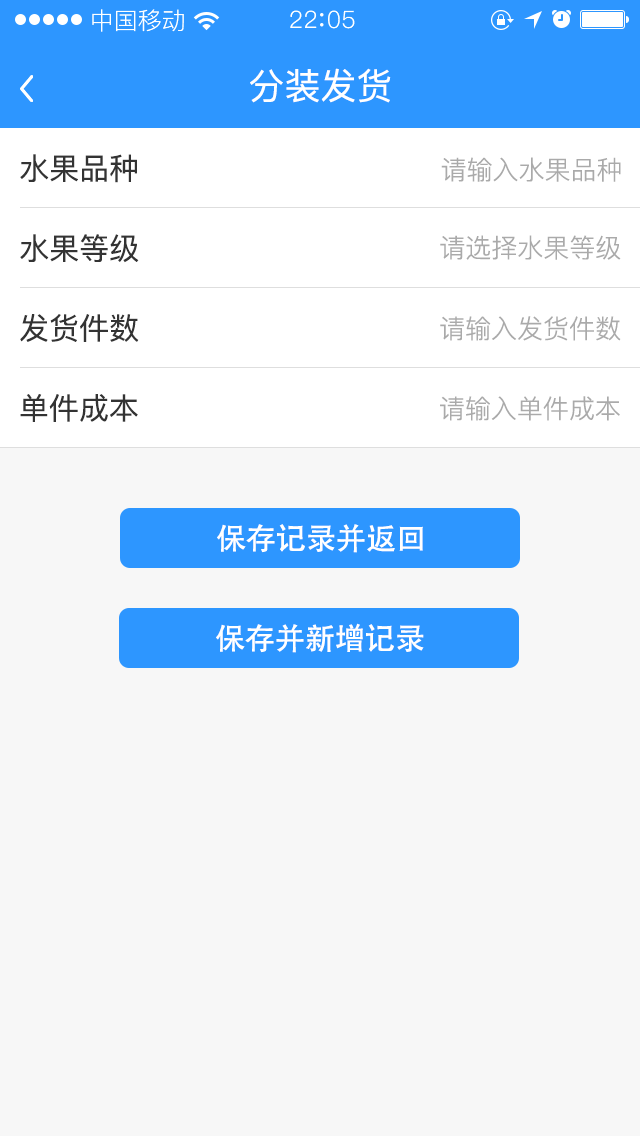 中国移动 22:05
分装发货
水果品种 请输入水果品种
水果等级 请选择水果等级
发货件数 请输入发货件数
单件成本 请输入单件成本
保存记录并返回
保存并新增记录